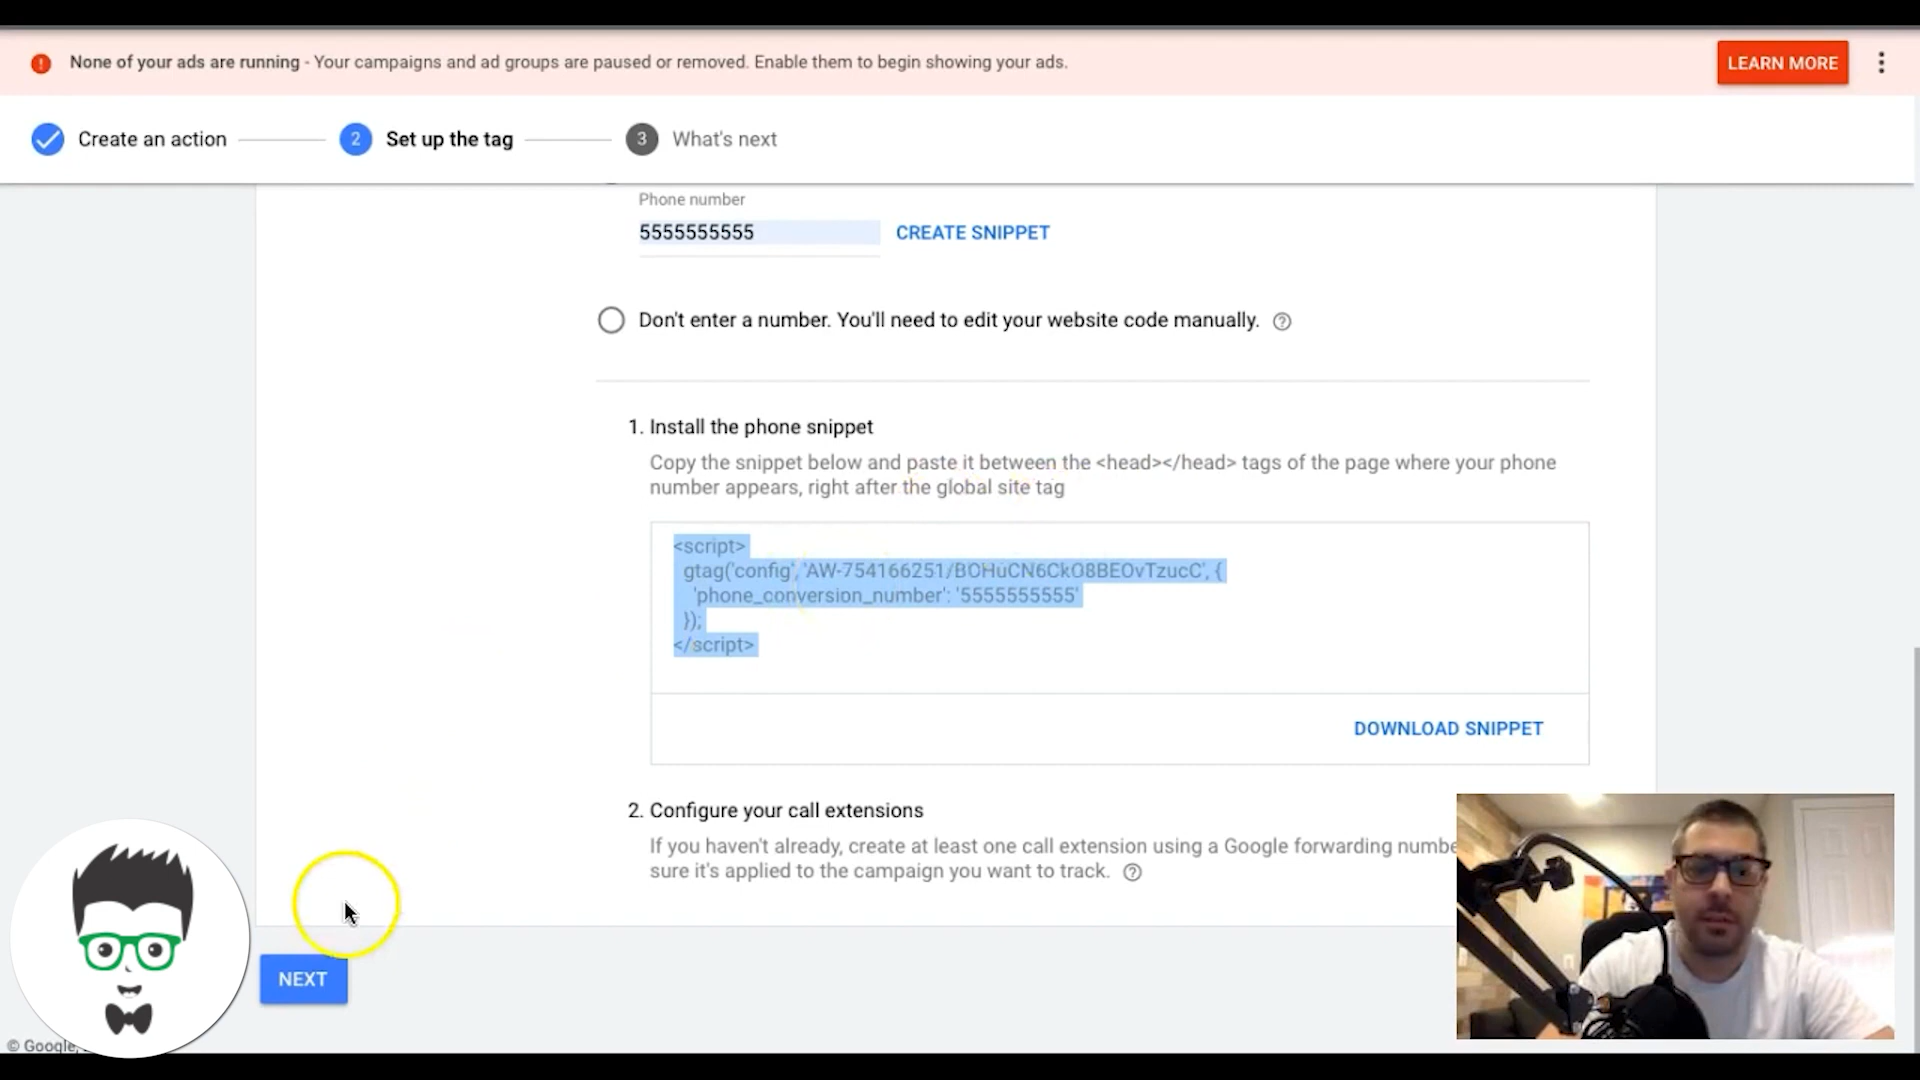 None of your ads are running - Your campaigns and ad groups are paused or removed. Enable them to begin showing your ads.
LEARN MORE
Create an action
2 Set up the tag
3 What's next
Phone number
5555555555
CREATE SNIPPET
Don't enter a number. You'll need to edit your website code manually.
1. Install the phone snippet
Copy the snippet below and paste it between the <head></head> tags of the page where your phone
number appears, right after the global site tag
<script>
gtag('config', 'AW-754166251/BOHuCN6CkO8BEOvTzucC', {
'phone_conversion_number': '5555555555'
});
</script>
DOWNLOAD SNIPPET
2. Configure your call extensions
If you haven't already, create at least one call extension using a Google forwarding
sure it's applied to the campaign you want to track.
NEXT
© Google,